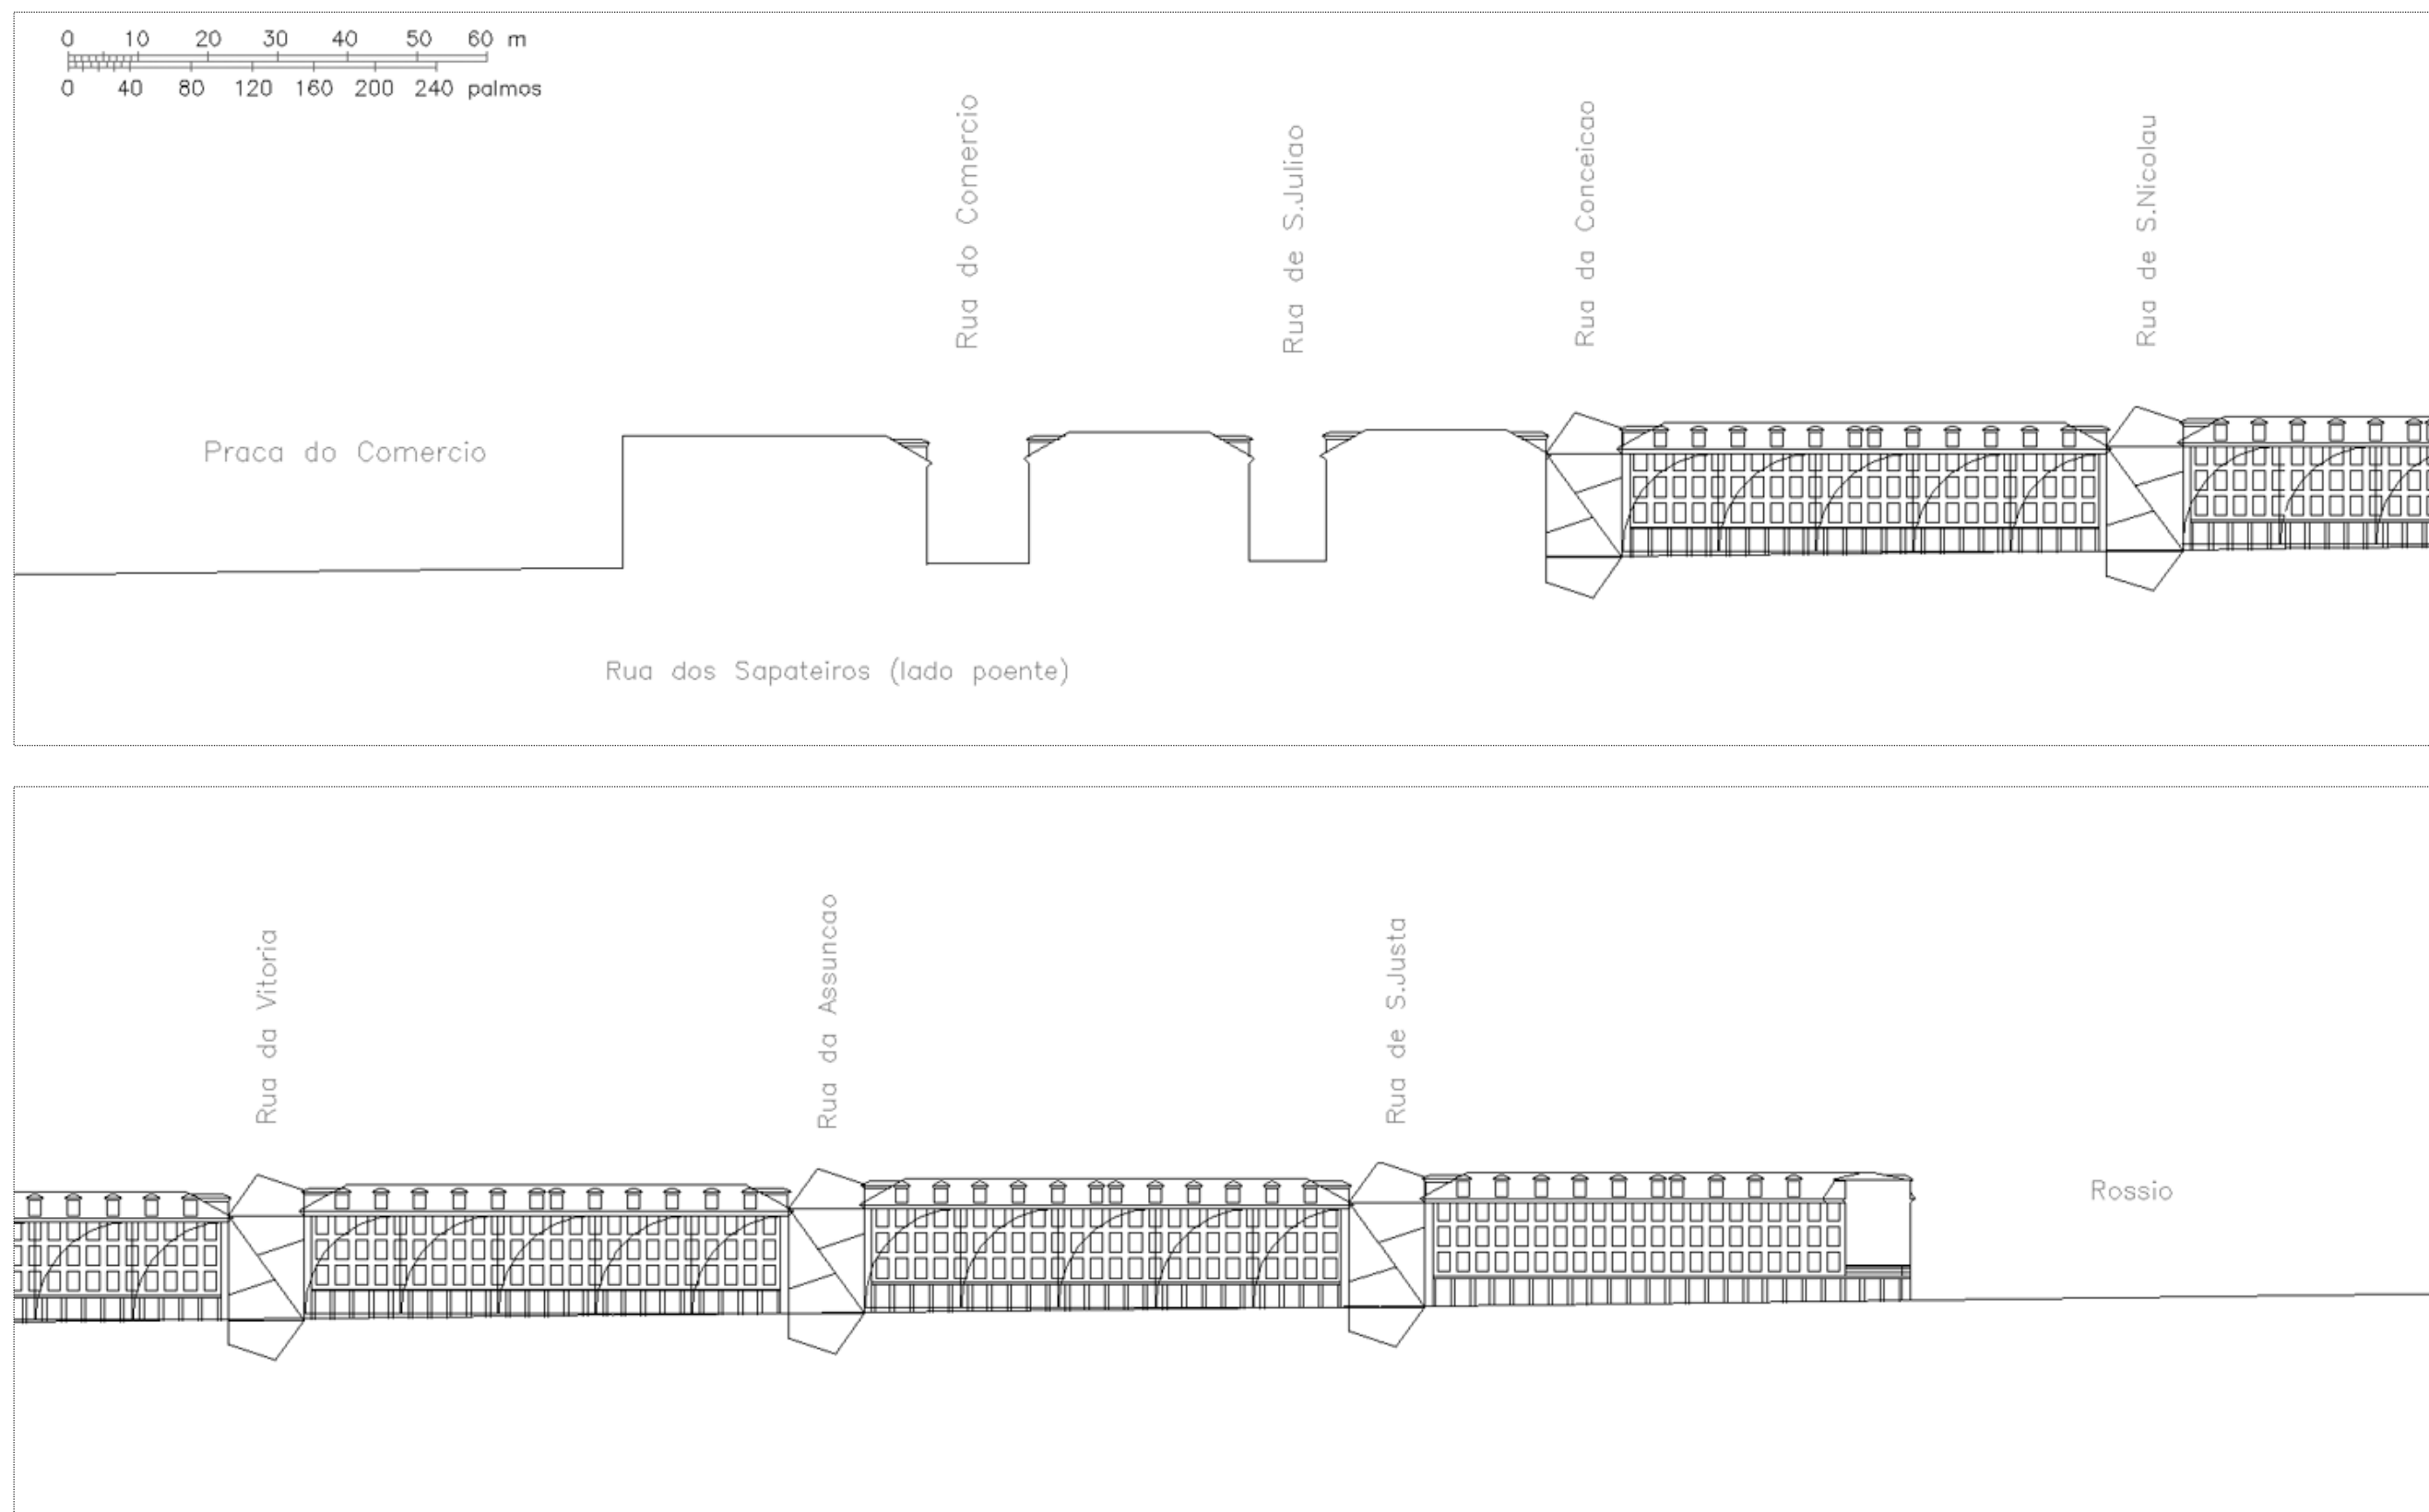 0 10 20 30 40 50 60 m
0 40 80 120 160 200 240 palmos
Rua do Comercio
Rua de S.Juliao
Rua da Conceicao
Rua de S.Nicolau
Praca do Comercio
Rua dos Sapateiros (lado poente)
Rua da Vitoria
Rua da Assuncao
Rua de S.Justa
Rossio